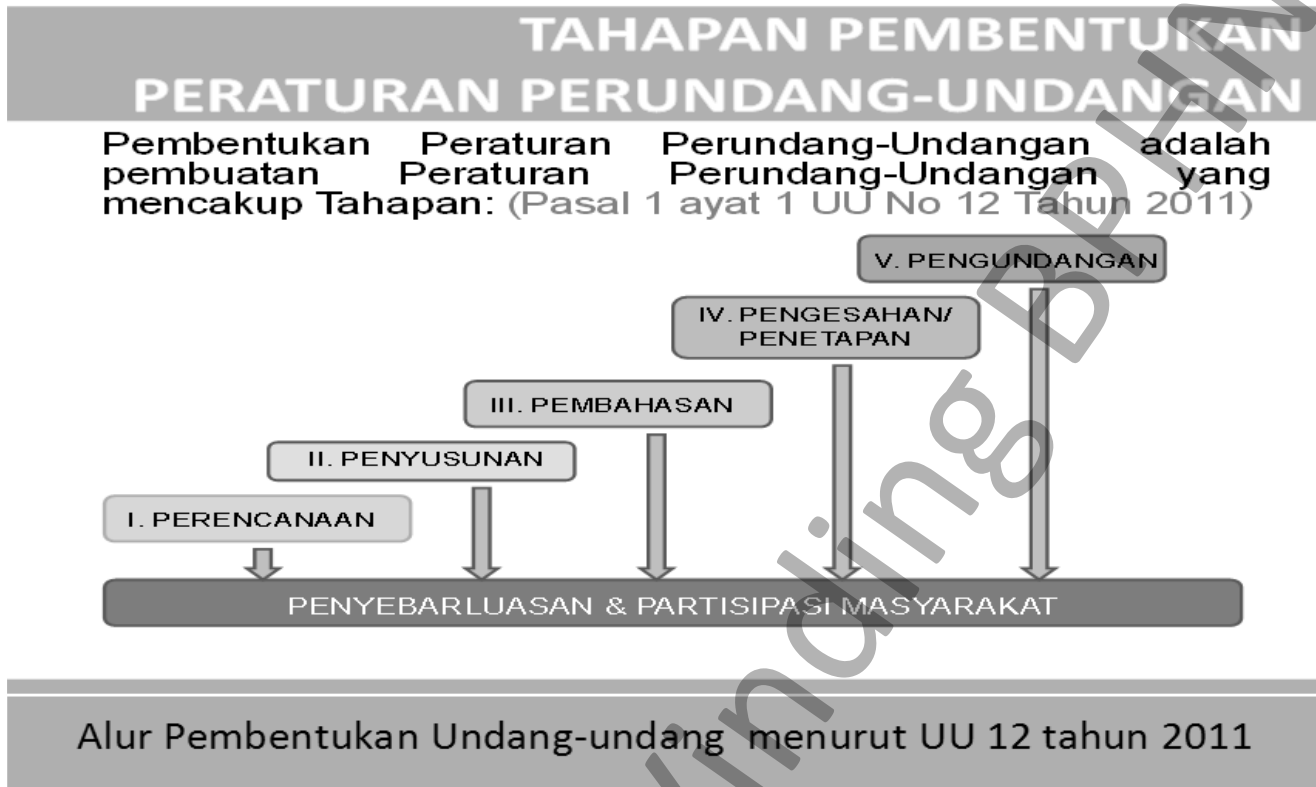 TAHAPAN PEMBENTUKAN
PERATURAN PERUNDANG-UNDANGAN
Pembentukan Peraturan Perundang-Undangan adalah
pembuatan Peraturan Perundang-Undangan yang
mencakup Tahapan: (Pasal 1 ayat 1 UU No 12 Tahun 2011)
V. PENGUNDANGAN
IV. PENGESAHAN/
PENETAPAN
III. PEMBAHASAN
II. PENYUSUNAN
I. PERENCANAAN
PENYEBARLUASAN & PARTISIPASI MASYARAKAT
Alur Pembentukan Undang-undang menurut UU 12 tahun 2011
inding BPHN